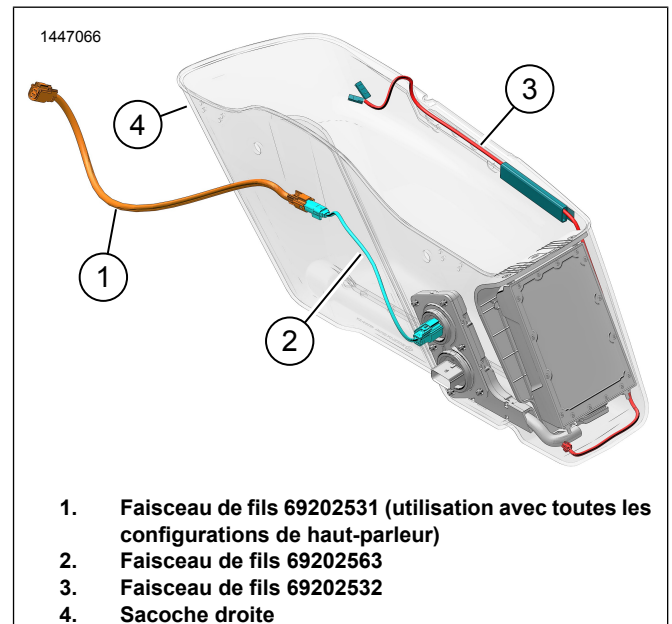 1447066
3
4
1
2
1. Faisceau de fils 69202531 (utilisation avec toutes les
configurations de haut-parleur)
2. Faisceau de fils 69202563
3. Faisceau de fils 69202532
4. Sacoche droite